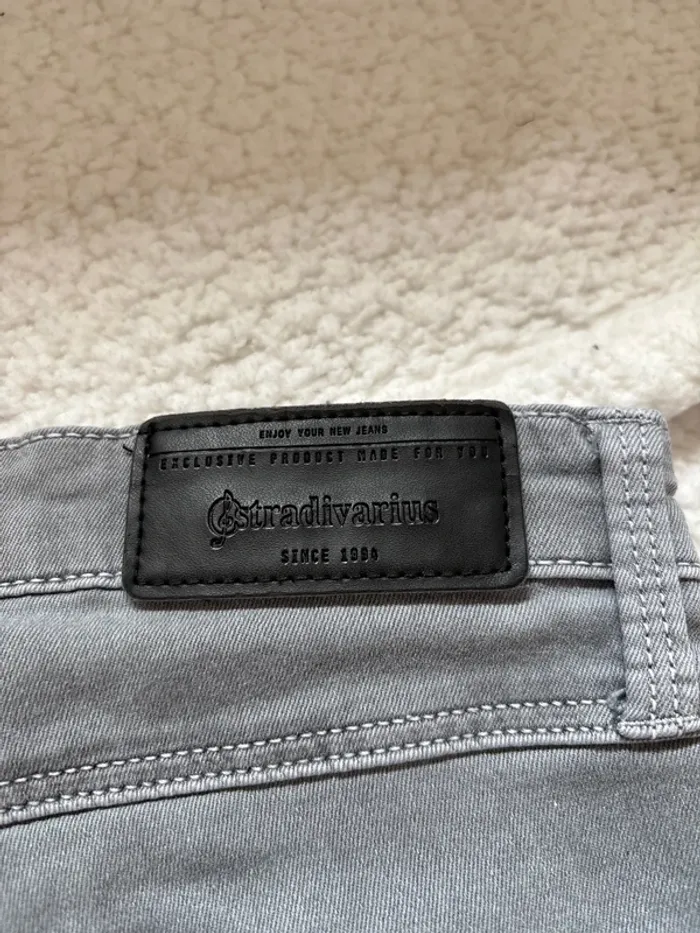 ENJOY YOUR NEW JEANS
EXCLUSIVE PRODUCT MADE FOR YOU
stradivarius
SINCE 1994